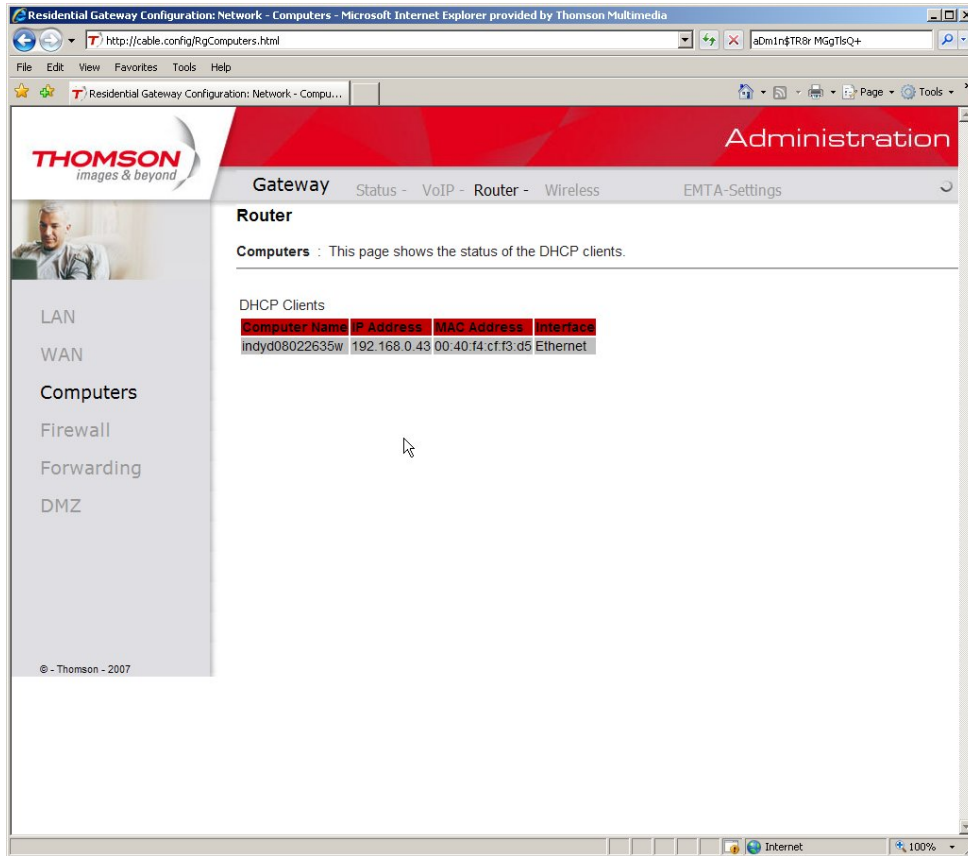 Residential Gateway Configuration: Network - Computers - Microsoft Internet Explorer provided by Thomson Multimedia
http://cable.config/RgComputers.html
aDm1n$TR8r MGgTlsQ+
File Edit View Favorites Tools Help
Residential Gateway Configuration: Network - Compu...
Page Tools
THOMSON
images & beyond
Administration
Gateway Status - VoIP - Router - Wireless EMTA-Settings
Router
Computers : This page shows the status of the DHCP clients.
LAN
WAN
Computers
Firewall
Forwarding
DMZ
DHCP Clients
Computer Name IP Address MAC Address Interface
indyd08022635w 192.168.0.43 00:40:f4:cf:f3:d5 Ethernet
© - Thomson - 2007
Internet 100%